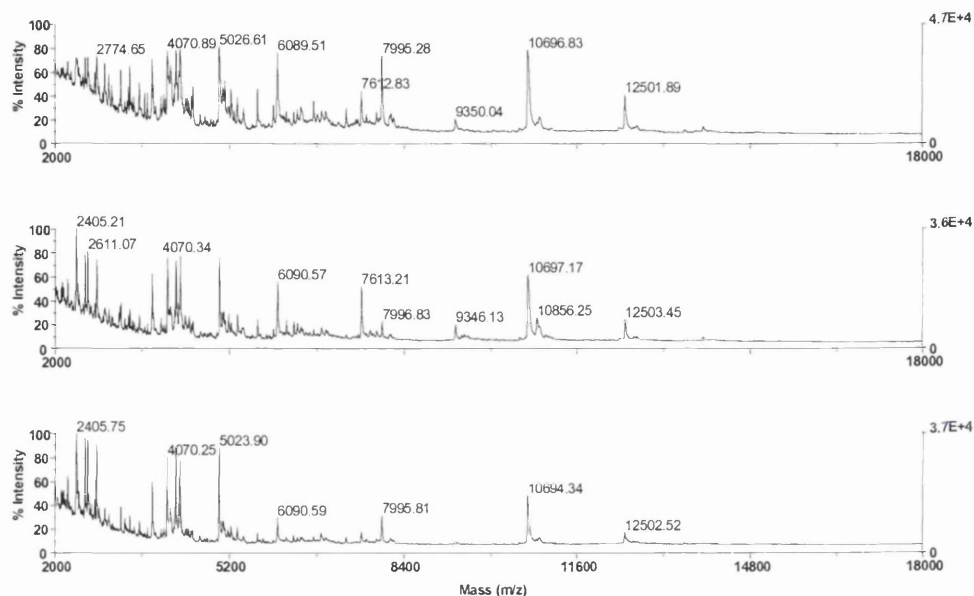 4.7E+4
100
80
60
40
20
0
% Intensity
2774.65 4070.89 5026.61 6089.51 7995.28 10696.83
7612.83 12501.89
9350.04
0
2000 18000
3.6E+4
100
80
60
40
20
0
% Intensity
2405.21
2611.07 4070.34
6090.57 7613.21 10697.17
7996.83 9346.13 10856.25 12503.45
0
2000 18000
3.7E+4
100
80
60
40
20
0
% Intensity
2405.75
4070.25 5023.90
6090.59 7995.81 10694.34
12502.52
0
2000 5200 8400 11600 14800 18000
Mass (m/z)